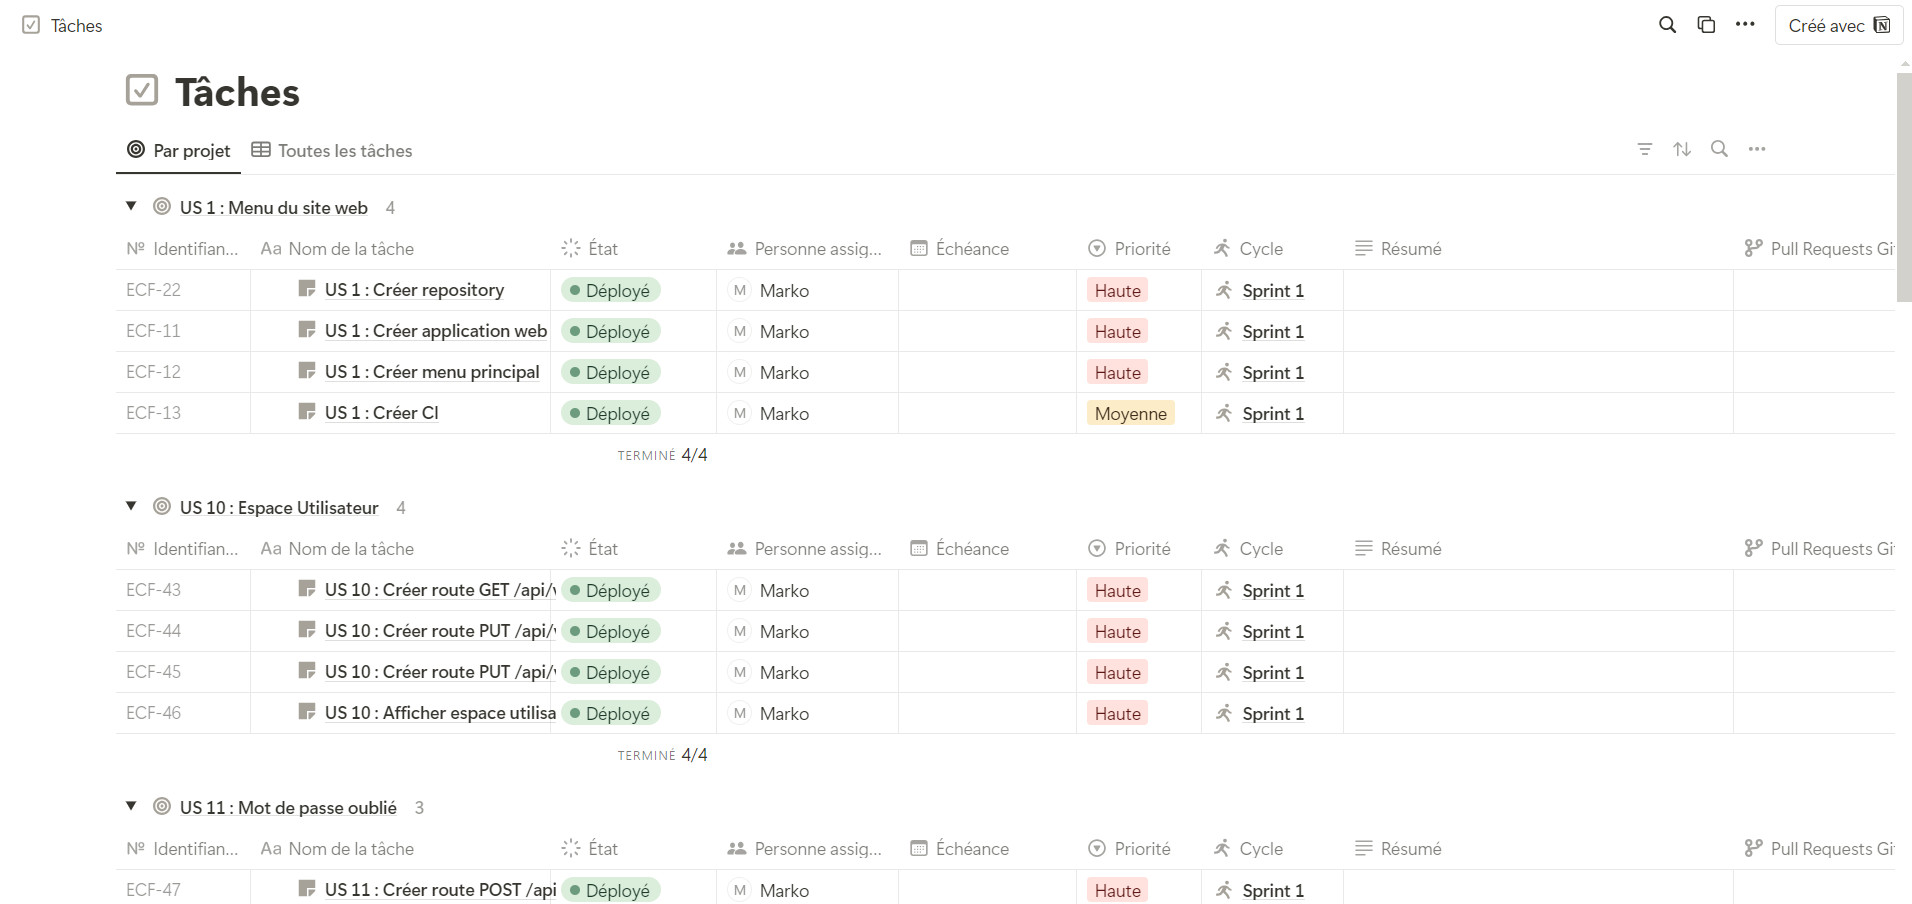 Tâches
Créé avec
Tâches
Par projet Toutes les tâches
US 1 : Menu du site web 4
Nº Identifian... Aa Nom de la tâche État Personne assig... Échéance Priorité Cycle Résumé Pull Requests Gi
ECF-22 US 1 : Créer repository Déployé M Marko Haute Sprint 1
ECF-11 US 1 : Créer application web Déployé M Marko Haute Sprint 1
ECF-12 US 1 : Créer menu principal Déployé M Marko Haute Sprint 1
ECF-13 US 1 : Créer CI Déployé M Marko Moyenne Sprint 1
TERMINÉ 4/4
US 10 : Espace Utilisateur 4
Nº Identifian... Aa Nom de la tâche État Personne assig... Échéance Priorité Cycle Résumé Pull Requests Gi
ECF-43 US 10 : Créer route GET /api/ Déployé M Marko Haute Sprint 1
ECF-44 US 10 : Créer route PUT /api/ Déployé M Marko Haute Sprint 1
ECF-45 US 10 : Créer route PUT /api/ Déployé M Marko Haute Sprint 1
ECF-46 US 10 : Afficher espace utilisa Déployé M Marko Haute Sprint 1
TERMINÉ 4/4
US 11 : Mot de passe oublié 3
Nº Identifian... Aa Nom de la tâche État Personne assig... Échéance Priorité Cycle Résumé Pull Requests Gi
ECF-47 US 11 : Créer route POST /api Déployé M Marko Haute Sprint 1